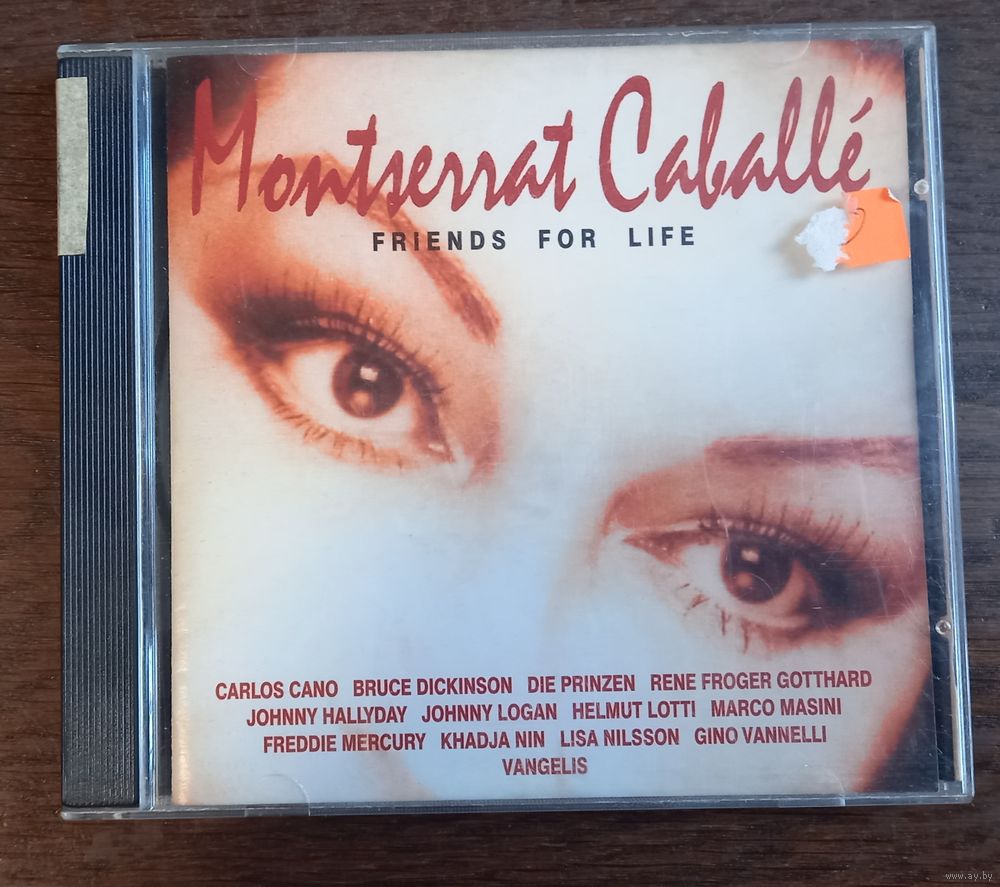 Montserrat Caballé
FRIENDS FOR LIFE
CARLOS CANO BRUCE DICKINSON DIE PRINZEN RENE FROGER GOTTHARD
JOHNNY HALLYDAY JOHNNY LOGAN HELMUT LOTTI MARCO MASINI
FREDDIE MERCURY KHADJA NIN LISA NILSSON GINO VANNELLI
VANGELIS
www.ay.by